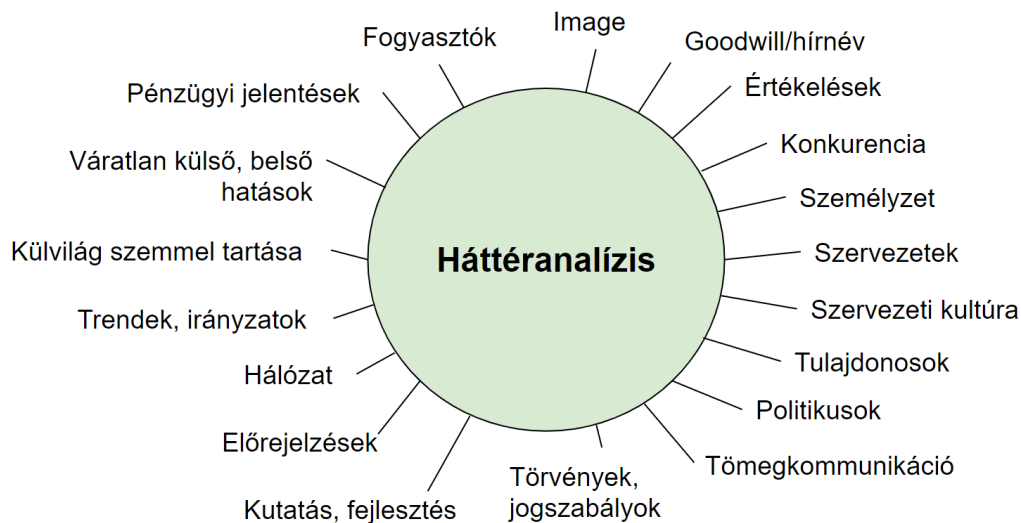 Image
Goodwill/hírnév
Értékelések
Konkurencia
Személyzet
Szervezetek
Szervezeti kultúra
Tulajdonosok
Politikusok
Tömegkommunikáció
Törvények,
jogszabályok
Kutatás, fejlesztés
Előrejelzések
Hálózat
Trendek, irányzatok
Külvilág szemmel tartása
Váratlan külső, belső
hatások
Pénzügyi jelentések
Fogyasztók
Háttéranalízis